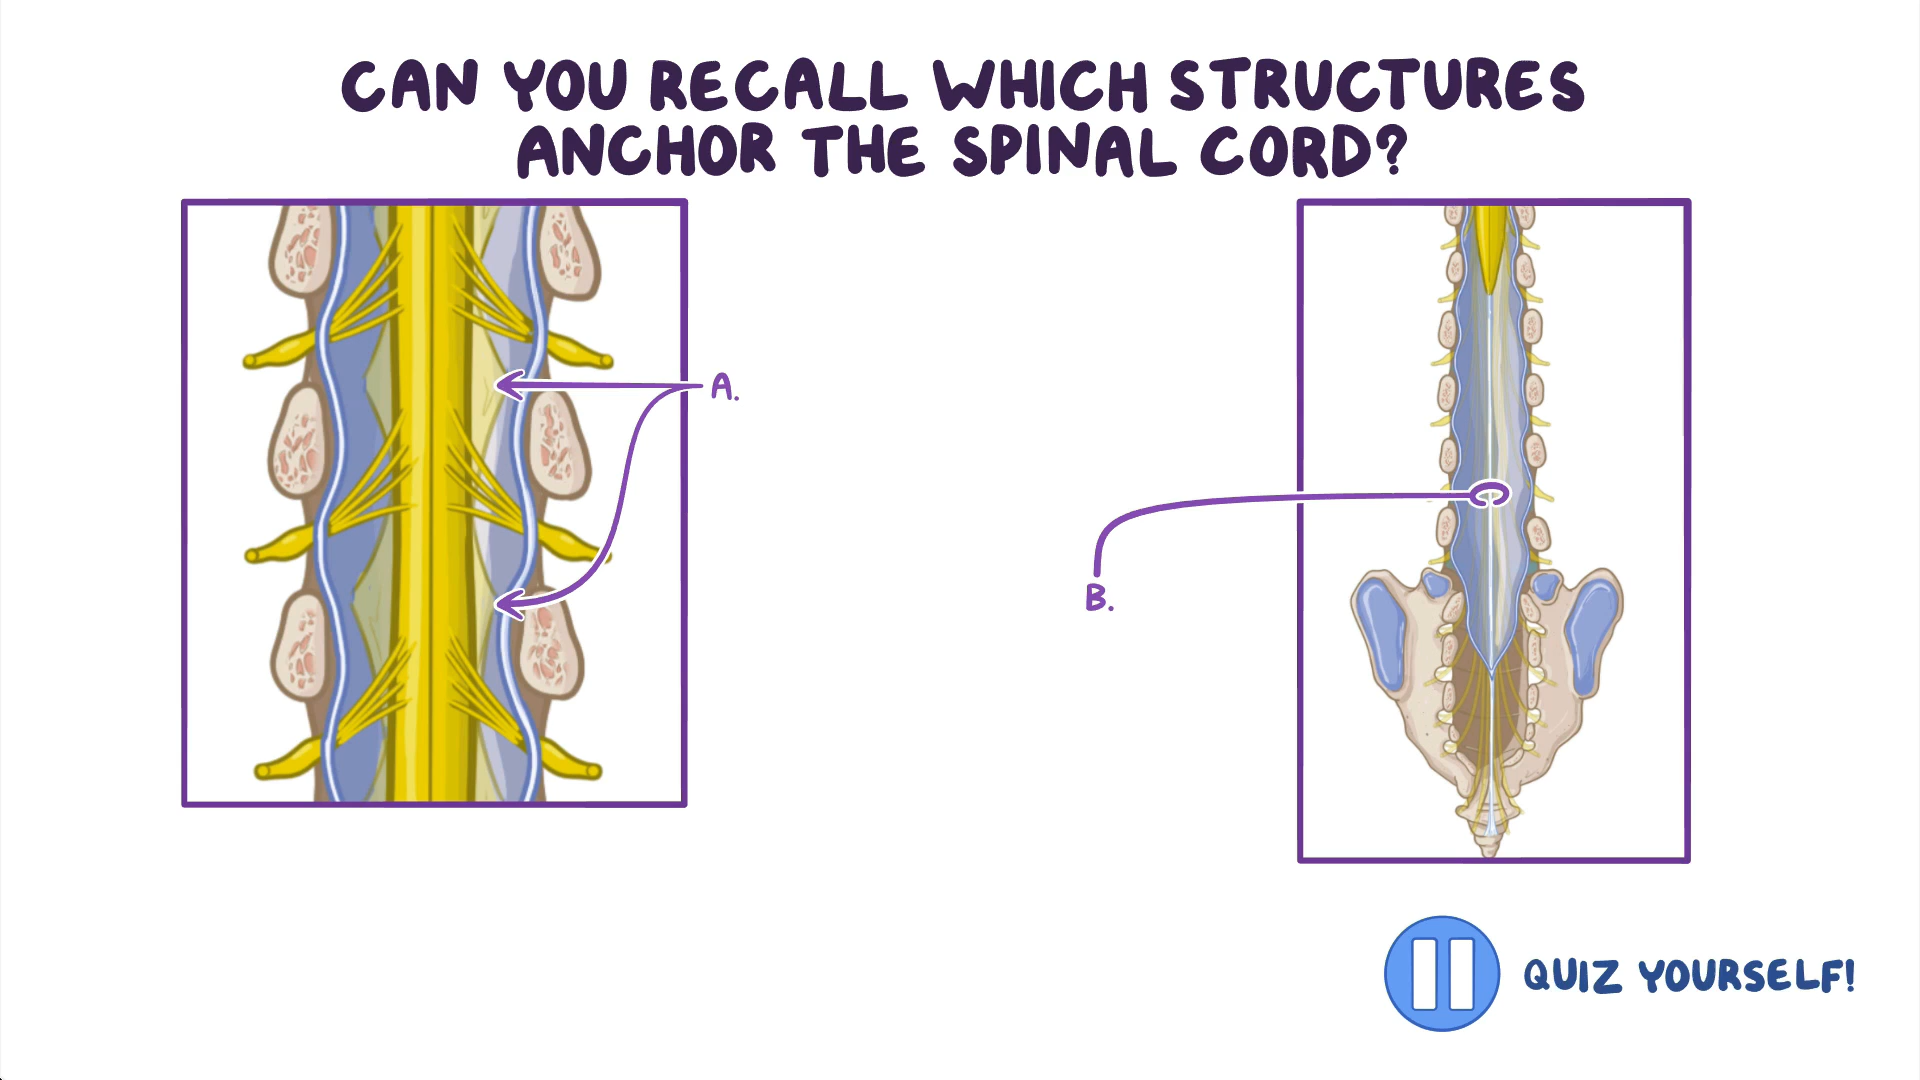 CAN YOU RECALL WHICH STRUCTURES
ANCHOR THE SPINAL CORD?
A.
B.
QUIZ YOURSELF!